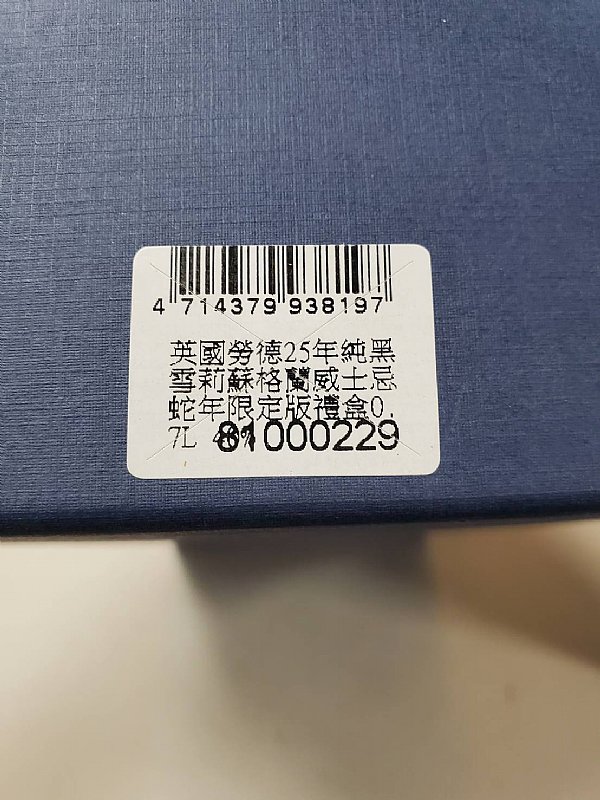 4 714379 938197
英國勞德25年純黑
雪莉蘇格蘭威士忌
蛇年限定版禮盒0.
7L 81000229